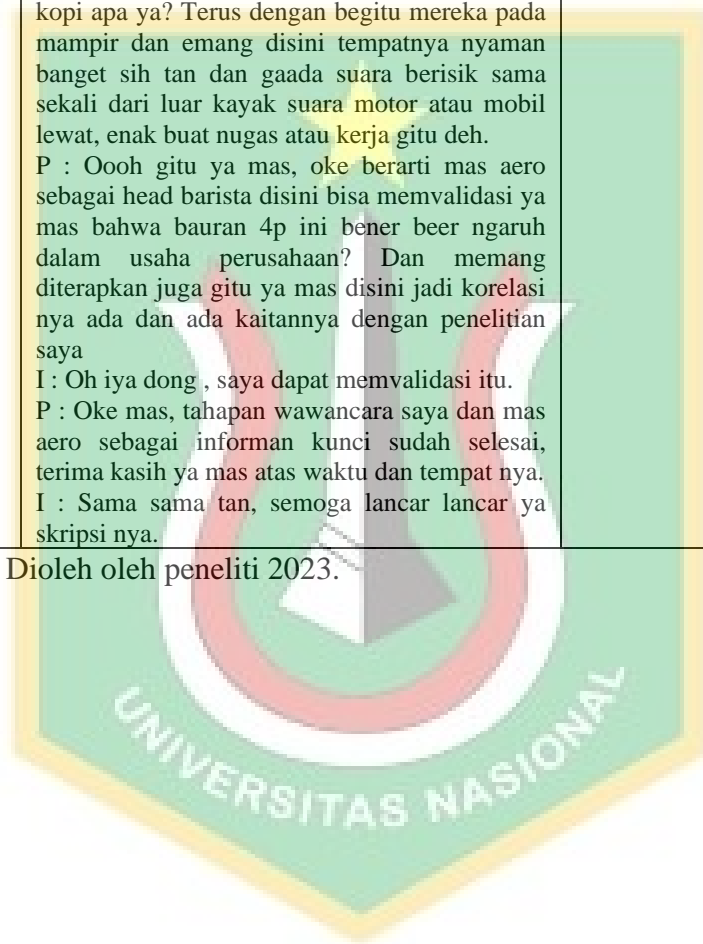 kopi apa ya? Terus dengan begitu mereka pada
mampir dan emang disini tempatnya nyaman
banget sih tan dan gaada suara berisik sama
sekali dari luar kayak suara motor atau mobil
lewat, enak buat nugas atau kerja gitu deh.
P : Oooh gitu ya mas, oke berarti mas aero
sebagai head barista disini bisa memvalidasi ya
mas bahwa bauran 4p ini bener beer ngaruh
dalam usaha perusahaan? Dan memang
diterapkan juga gitu ya mas disini jadi korelasi
nya ada dan ada kaitannya dengan penelitian
saya
I : Oh iya dong , saya dapat memvalidasi itu.
P : Oke mas, tahapan wawancara saya dan mas
aero sebagai informan kunci sudah selesai,
terima kasih ya mas atas waktu dan tempat nya.
I : Sama sama tan, semoga lancar lancar ya
skripsi nya.
Dioleh oleh peneliti 2023.
UNIVERSITAS NASIONAL